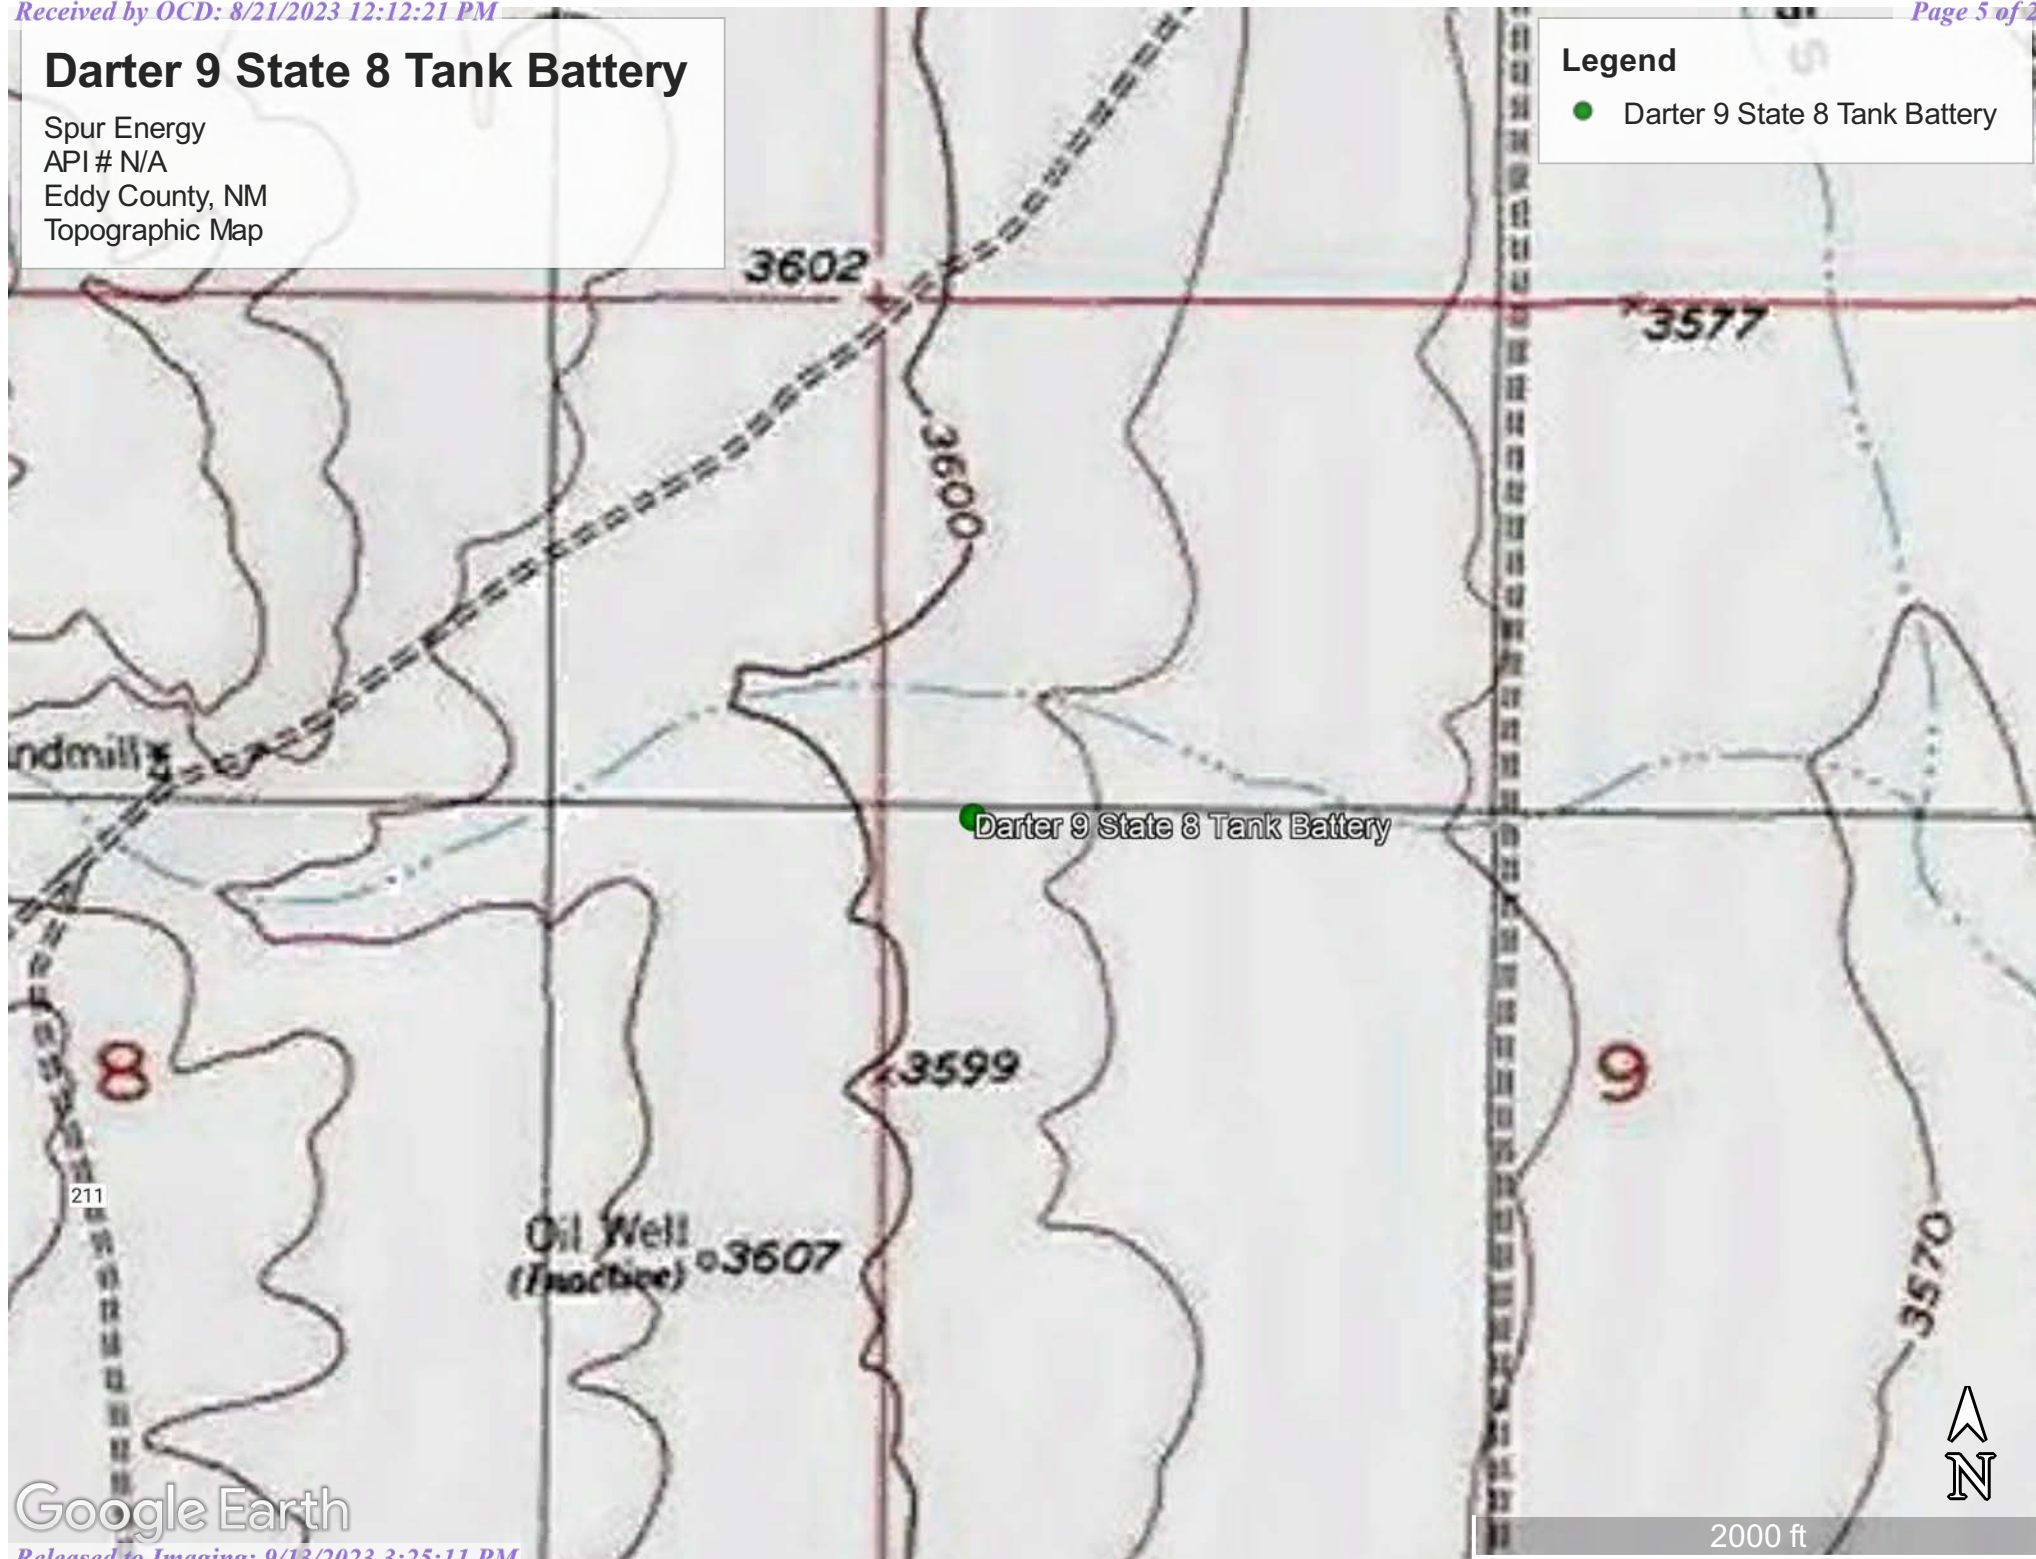 Received by OCD: 8/21/2023 12:12:21 PM
Page 5 of 2
Darter 9 State 8 Tank Battery
Spur Energy
API # N/A
Eddy County, NM
Topographic Map
Legend
Darter 9 State 8 Tank Battery
3602
3577
3600
ndmill
Darter 9 State 8 Tank Battery
8
3599
9
211
Oil Well
(Inactive)
3607
3570
N
Google Earth
2000 ft
Released to Imaging: 9/13/2023 3:25:11 PM